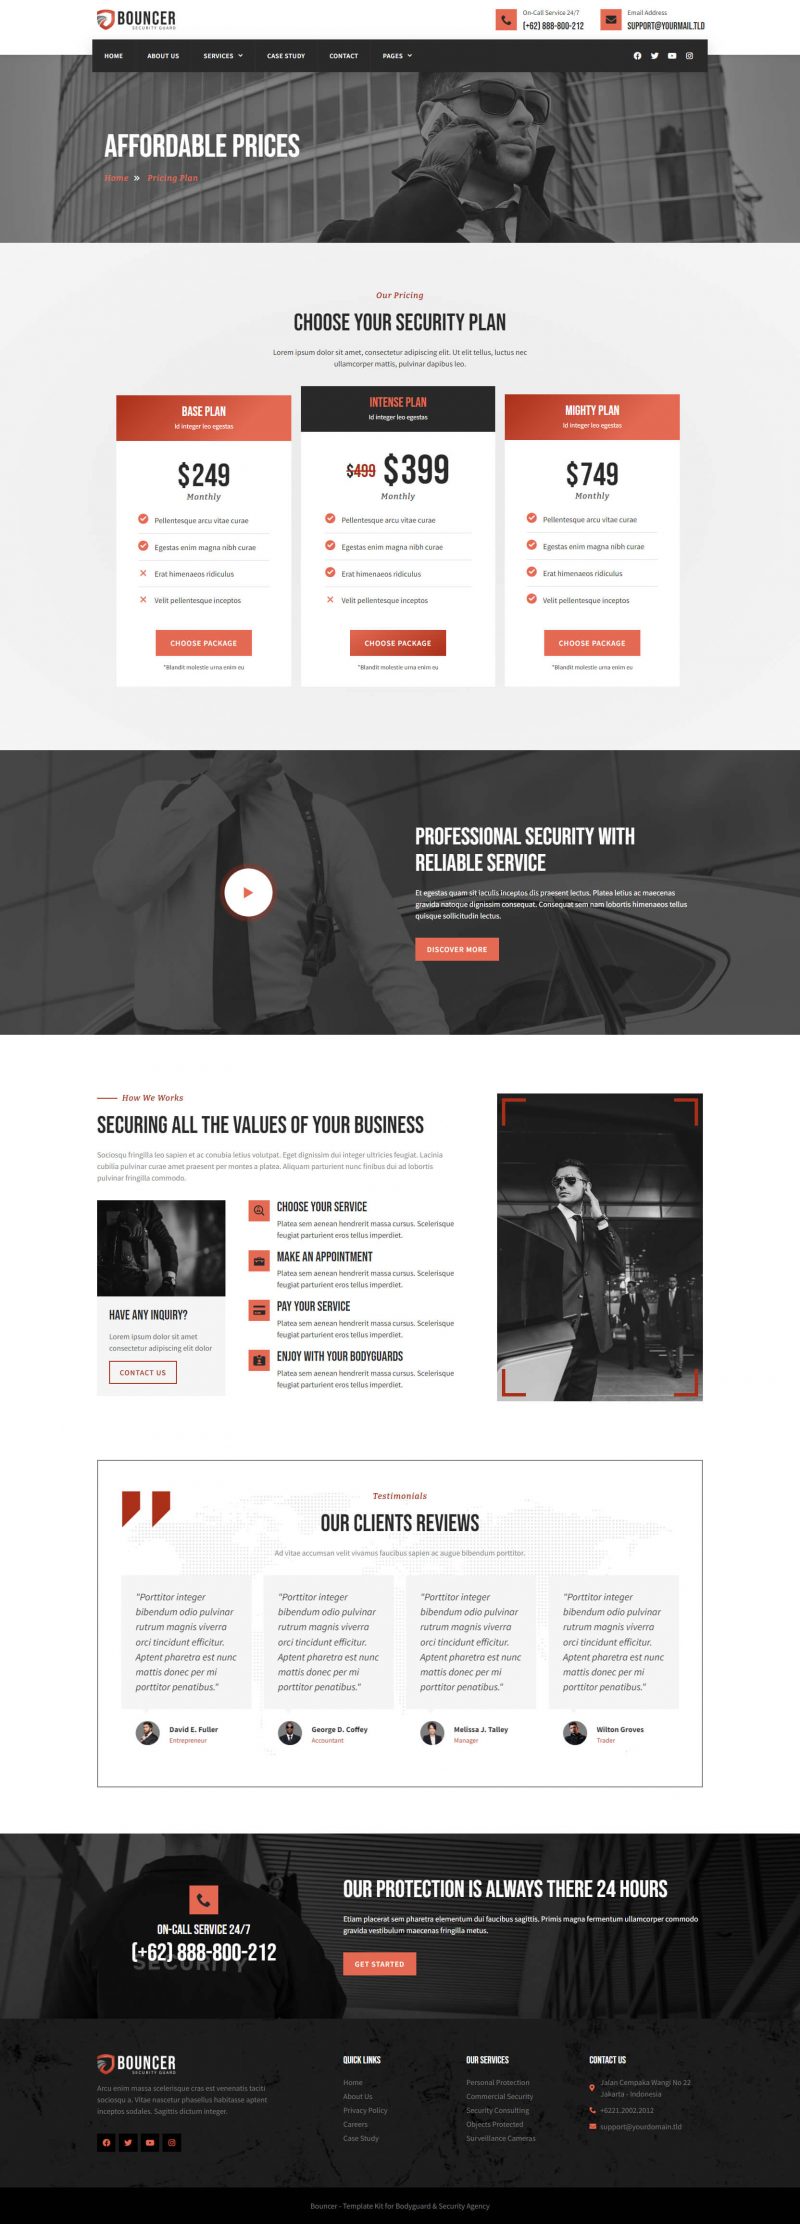 BOUNCER
SECURITY GUARD
On-Call Service 24/7
(+62) 888-800-212
Email Address
SUPPORT@YOURMAIL.TLD
HOME
ABOUT US
SERVICES
CASE STUDY
CONTACT
PAGES
AFFORDABLE PRICES
Home » Pricing Plan
Our Pricing
CHOOSE YOUR SECURITY PLAN
Lorem ipsum dolor sit amet, consectetur adipiscing elit. Ut elit tellus, luctus nec
ullamcorper mattis, pulvinar dapibus leo.
BASE PLAN
Id integer leo egestas
$249
Monthly
Pellentesque arcu vitae curae
Egestas enim magna nibh curae
Erat himenaeos ridiculus
Velit pellentesque inceptos
CHOOSE PACKAGE
*Blandit molestie urna enim eu
INTENSE PLAN
Id integer leo egestas
$499 $399
Monthly
Pellentesque arcu vitae curae
Egestas enim magna nibh curae
Erat himenaeos ridiculus
Velit pellentesque inceptos
CHOOSE PACKAGE
*Blandit molestie urna enim eu
MIGHTY PLAN
Id integer leo egestas
$749
Monthly
Pellentesque arcu vitae curae
Egestas enim magna nibh curae
Erat himenaeos ridiculus
Velit pellentesque inceptos
CHOOSE PACKAGE
*Blandit molestie urna enim eu
PROFESSIONAL SECURITY WITH
RELIABLE SERVICE
Et egestas quam sit iaculis inceptos dis praesent lectus. Platea letius ac maecenas
gravida natoque dignissim consequat. Consequat sem nam lobortis himenaeos tellus
quisque sollicitudin lectus.
DISCOVER MORE
How We Works
SECURING ALL THE VALUES OF YOUR BUSINESS
Sociosqu fringilla leo sapien et ac conubia letius volutpat. Eget dignissim dui integer ultricies feugiat. Lacinia
cubilia pulvinar curae amet praesent per montes a platea. Aliquam parturient nunc finibus dui ad lobortis
pulvinar fringilla commodo.
HAVE ANY INQUIRY?
Lorem ipsum dolor sit amet
consectetur adipiscing elit dolor
CONTACT US
CHOOSE YOUR SERVICE
Platea sem aenean hendrerit massa cursus. Scelerisque
feugiat parturient eros tellus imperdiet.
MAKE AN APPOINTMENT
Platea sem aenean hendrerit massa cursus. Scelerisque
feugiat parturient eros tellus imperdiet.
PAY YOUR SERVICE
Platea sem aenean hendrerit massa cursus. Scelerisque
feugiat parturient eros tellus imperdiet.
ENJOY WITH YOUR BODYGUARDS
Platea sem aenean hendrerit massa cursus. Scelerisque
feugiat parturient eros tellus imperdiet.
Testimonials
OUR CLIENTS REVIEWS
Ad vitae accumsan velit vivamus faucibus sapien ac augue bibendum porttitor.
"Porttitor integer
bibendum odio pulvinar
rutrum magnis viverra
orci tincidunt efficitur.
Aptent pharetra est nunc
mattis donec per mi
porttitor penatibus."
David E. Fuller
Entrepreneur
"Porttitor integer
bibendum odio pulvinar
rutrum magnis viverra
orci tincidunt efficitur.
Aptent pharetra est nunc
mattis donec per mi
porttitor penatibus."
George D. Coffey
Accountant
"Porttitor integer
bibendum odio pulvinar
rutrum magnis viverra
orci tincidunt efficitur.
Aptent pharetra est nunc
mattis donec per mi
porttitor penatibus."
Melissa J. Talley
Manager
"Porttitor integer
bibendum odio pulvinar
rutrum magnis viverra
orci tincidunt efficitur.
Aptent pharetra est nunc
mattis donec per mi
porttitor penatibus."
Wilton Groves
Trader
ON-CALL SERVICE 24/7
(+62) 888-800-212
SECURITY
OUR PROTECTION IS ALWAYS THERE 24 HOURS
Etiam placerat sem pharetra elementum dui faucibus sagittis. Primis magna fermentum ullamcorper commodo
gravida vestibulum maecenas fringilla metus.
GET STARTED
BOUNCER
SECURITY GUARD
Arcu enim massa scelerisque cras est venenatis taciti
sociosqu a. Vitae nascetur phasellus habitasse aptent
inceptos sodales. Sagittis dictum integer.
QUICK LINKS
Home
About Us
Privacy Policy
Careers
Case Study
OUR SERVICES
Personal Protection
Commercial Security
Security Consulting
Objects Protected
Surveillance Cameras
CONTACT US
Jalan Cempaka Wangi No 22
Jakarta - Indonesia
+6221.2002.2012
support@yourdomain.tld
Bouncer - Template Kit for Bodyguard & Security Agency